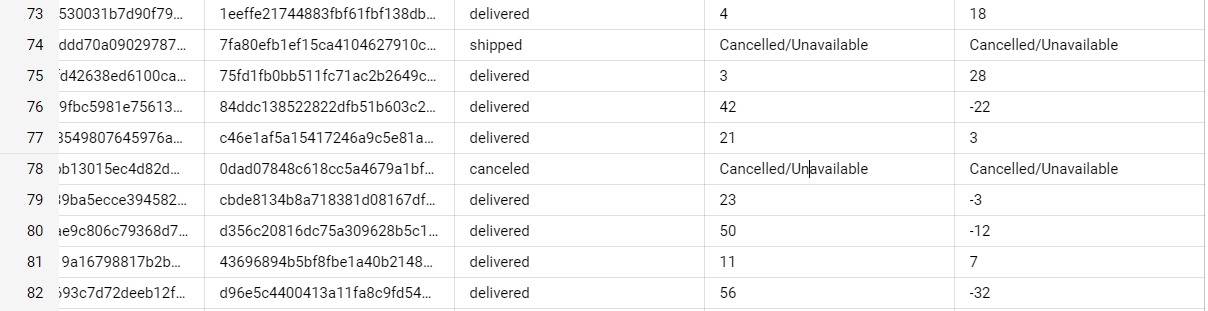 73 530031b7d90f79... 1eeffe21744883fbf61fbf138db... delivered 4 18
74 ddd70a09029787... 7fa80efb1ef15ca4104627910c... shipped Cancelled/Unavailable Cancelled/Unavailable
75 d42638ed6100ca... 75fd1fb0bb511fc71ac2b2649c... delivered 3 28
76 9fbc5981e75613... 84ddc138522822dfb51b603c2... delivered 42 -22
77 3549807645976a... c46e1af5a15417246a9c5e81a... delivered 21 3
78 b13015ec4d82d... 0dad07848c618cc5a4679a1bf... canceled Cancelled/Unavailable Cancelled/Unavailable
79 39ba5ecce394582... cbde8134b8a718381d08167df... delivered 23 -3
80 ae9c806c79368d7... d356c20816dc75a309628b5c1... delivered 50 -12
81 9a16798817b2b... 43696894b5bf8fbe1a40b2148... delivered 11 7
82 693c7d72deeb12f... d96e5c4400413a11fa8c9fd54... delivered 56 -32